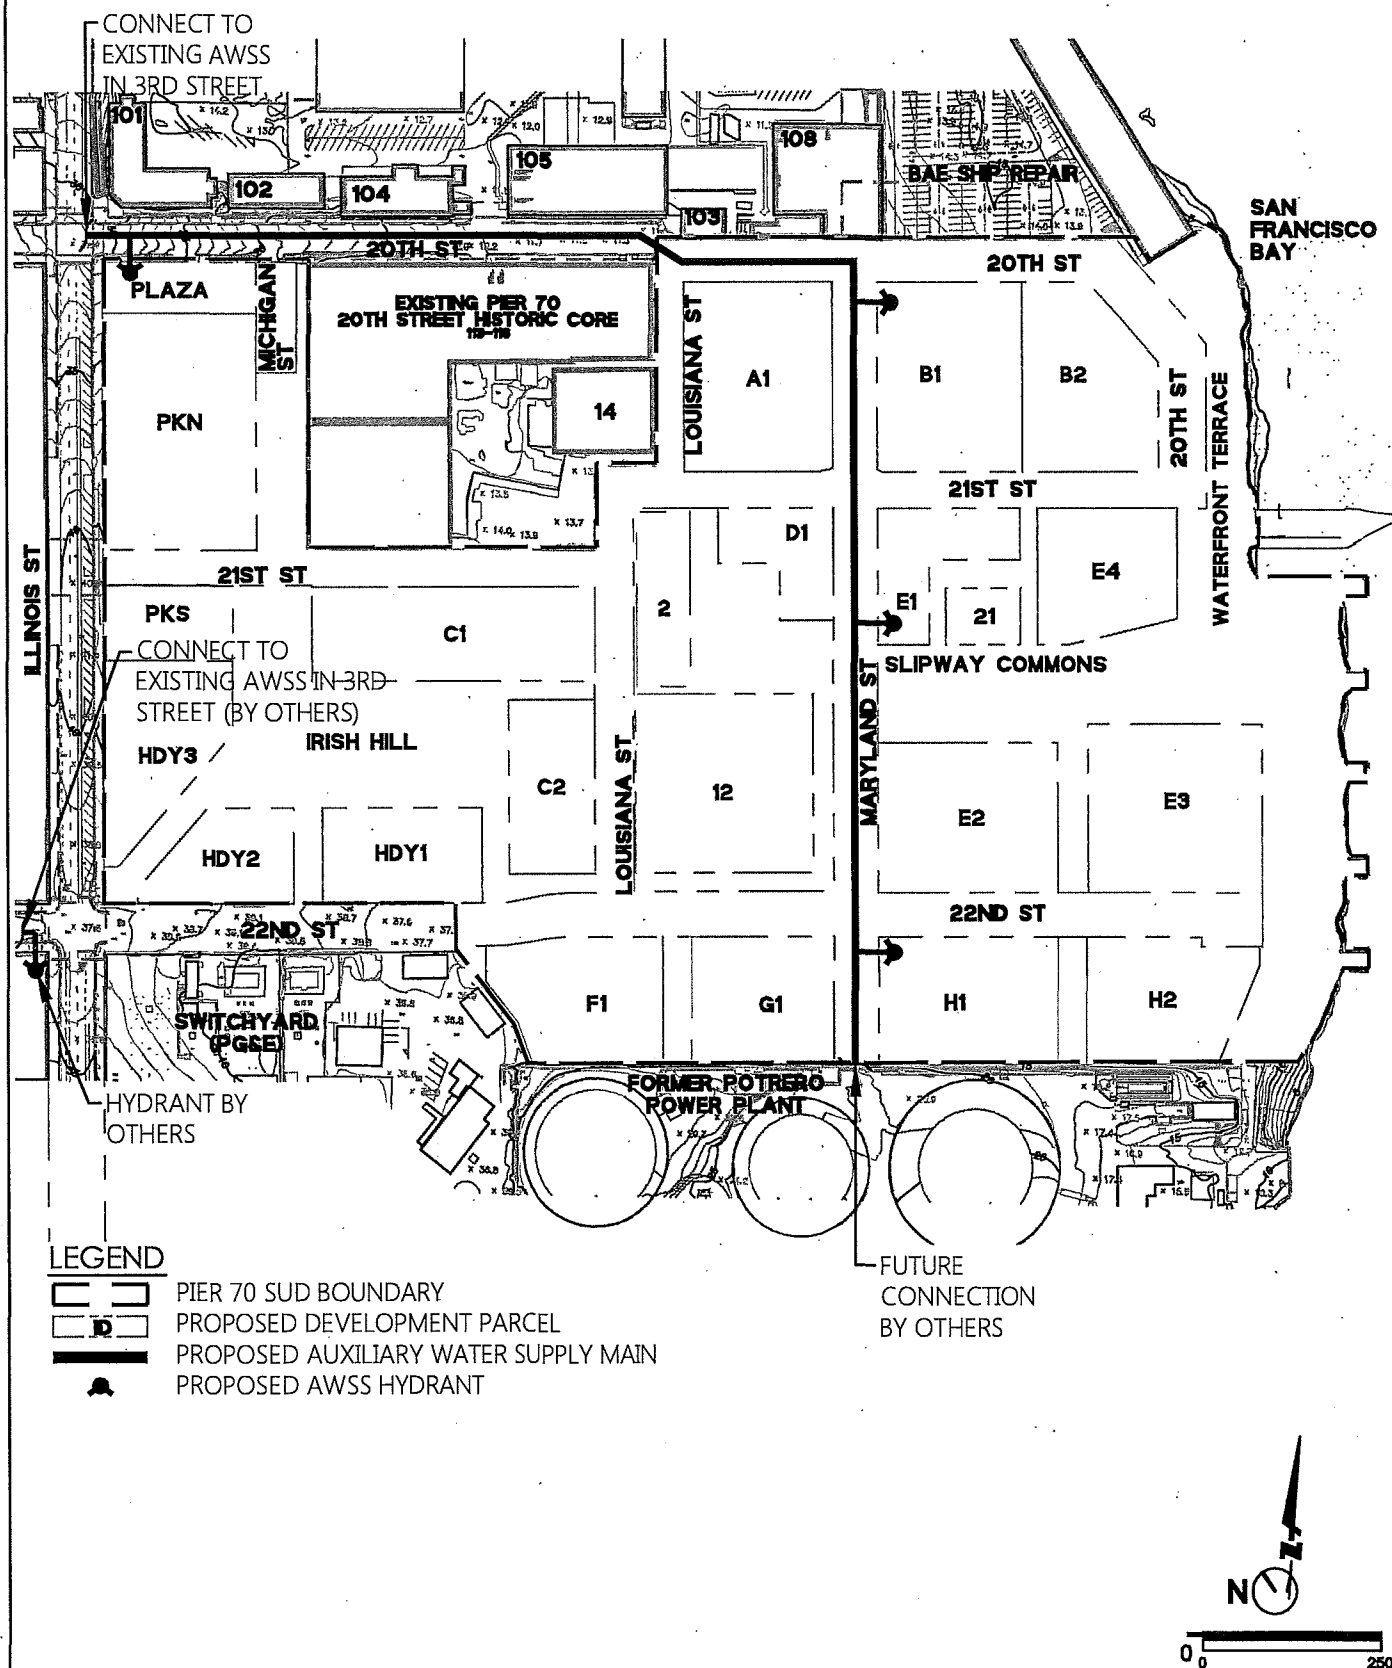 CONNECT TO
EXISTING AWSS
IN 3RD STREET
101
102
104
105
103
108
BAE SHIP REPAIR
SAN
FRANCISCO
BAY
20TH ST
20TH ST
PLAZA
MICHIGAN
ST
EXISTING PIER 70
20TH STREET HISTORIC CORE
LOUISIANA ST
A1
B1
B2
20TH ST
WATERFRONT TERRACE
PKN
14
21ST ST
D1
ILLINOIS ST
21ST ST
PKS
C1
2
E1
21
E4
SLIPWAY COMMONS
CONNECT TO
EXISTING AWSS IN 3RD
STREET (BY OTHERS)
HDY3
IRISH HILL
C2
LOUISIANA ST
12
MARYLAND ST
E2
E3
HDY2
HDY1
22ND ST
22ND ST
SWITCHYARD
(PG&E)
F1
G1
H1
H2
FORMER POTRERO
POWER PLANT
HYDRANT BY
OTHERS
FUTURE
CONNECTION
BY OTHERS
LEGEND
PIER 70 SUD BOUNDARY
ID PROPOSED DEVELOPMENT PARCEL
PROPOSED AUXILIARY WATER SUPPLY MAIN
PROPOSED AWSS HYDRANT
N
0
0 250